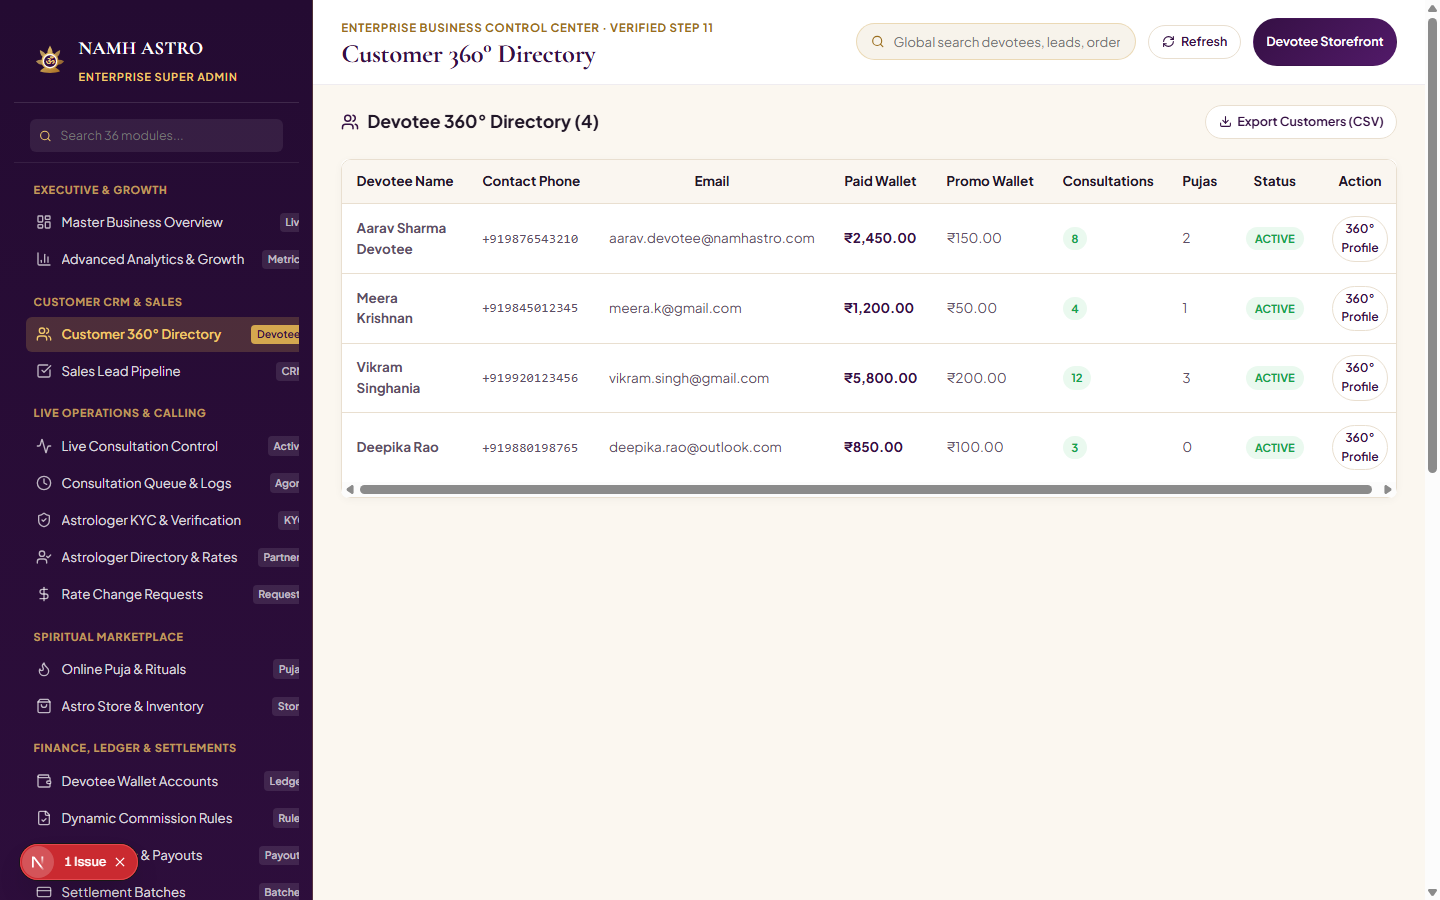 NAMH ASTRO
ENTERPRISE SUPER ADMIN
Search 36 modules...
EXECUTIVE & GROWTH
Master Business Overview Liv
Advanced Analytics & Growth Metric
CUSTOMER CRM & SALES
Customer 360° Directory Devotee
Sales Lead Pipeline CRM
LIVE OPERATIONS & CALLING
Live Consultation Control Activ
Consultation Queue & Logs Agor
Astrologer KYC & Verification KY
Astrologer Directory & Rates Partner
Rate Change Requests Request
SPIRITUAL MARKETPLACE
Online Puja & Rituals Puja
Astro Store & Inventory Stor
FINANCE, LEDGER & SETTLEMENTS
Devotee Wallet Accounts Ledge
Dynamic Commission Rules Rule
& Payouts Payout
Settlement Batches Batche
1 Issue
ENTERPRISE BUSINESS CONTROL CENTER · VERIFIED STEP 11
Customer 360° Directory
Global search devotees, leads, order
Refresh
Devotee Storefront
Devotee 360° Directory (4)
Export Customers (CSV)
Devotee Name Contact Phone Email Paid Wallet Promo Wallet Consultations Pujas Status Action
Aarav Sharma Devotee +919876543210 aarav.devotee@namhastro.com ₹2,450.00 ₹150.00 8 2 ACTIVE 360° Profile
Meera Krishnan +919845012345 meera.k@gmail.com ₹1,200.00 ₹50.00 4 1 ACTIVE 360° Profile
Vikram Singhania +919920123456 vikram.singh@gmail.com ₹5,800.00 ₹200.00 12 3 ACTIVE 360° Profile
Deepika Rao +919880198765 deepika.rao@outlook.com ₹850.00 ₹100.00 3 0 ACTIVE 360° Profile